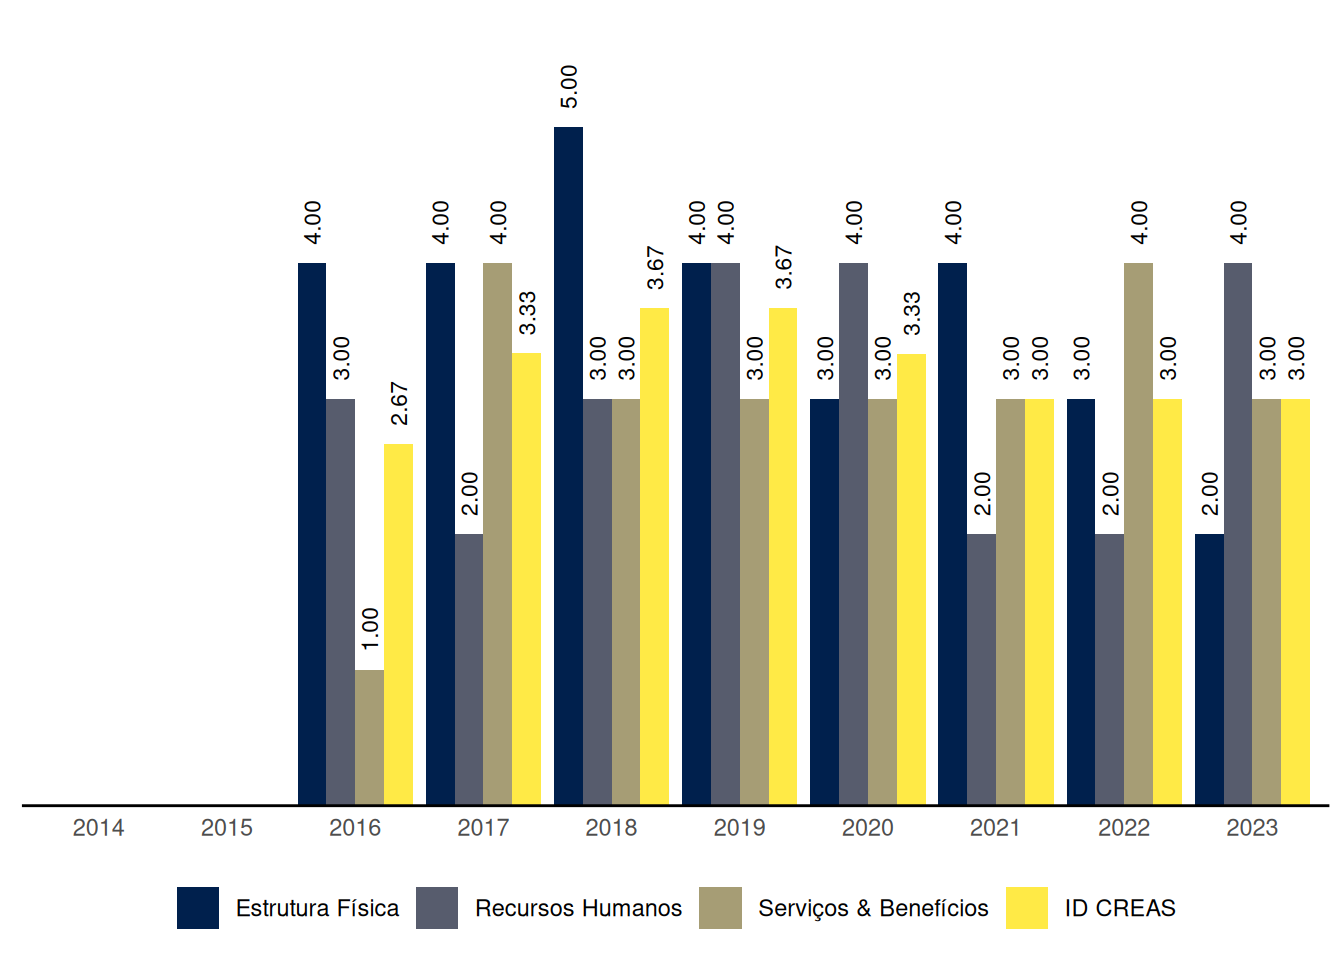 5.00
4.00 4.00 4.00 4.00 4.00 4.00 4.00 4.00 4.00
3.67 3.67
3.33 3.33
3.00 3.00 3.00 3.00 3.00 3.00 3.00 3.00 3.00 3.00 3.00 3.00
2.67
2.00 2.00 2.00 2.00
1.00
2014 2015 2016 2017 2018 2019 2020 2021 2022 2023
Estrutura Física Recursos Humanos Serviços & Benefícios ID CREAS